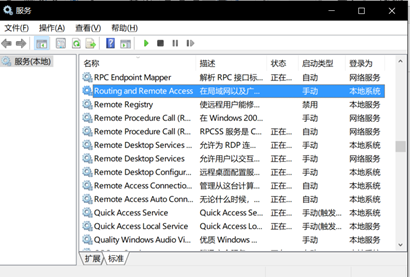 服务
文件(F) 操作(A) 查看(V) 帮助(H)
服务(本地)
名称 描述 状态 启动类型 登录为
RPC Endpoint Mapper 解析 RPC 接口标... 正在... 自动 网络服务
Routing and Remote Access 在局域网以及广... 手动 本地系统
Remote Registry 使远程用户能修... 禁用 本地服务
Remote Procedure Call (R... 在 Windows 200... 手动 网络服务
Remote Procedure Call (R... RPCSS 服务是 C... 正在... 自动 网络服务
Remote Desktop Services ... 允许为 RDP 连... 正在... 手动 本地系统
Remote Desktop Services 允许用户以交互... 正在... 手动 网络服务
Remote Desktop Configur... 远程桌面配置服... 正在... 手动 本地系统
Remote Access Connectio... 管理从这台计算... 正在... 自动 本地系统
Remote Access Auto Conn... 无论什么时候,... 正在... 手动 本地系统
Quick Access Service Quick Access Se... 正在... 手动(触发... 本地系统
Quick Access Local Service Quick Access Lo... 正在... 手动(触发... 本地系统
Quality Windows Audio Vi... 优质 Windows ... 手动 本地服务
扩展 标准